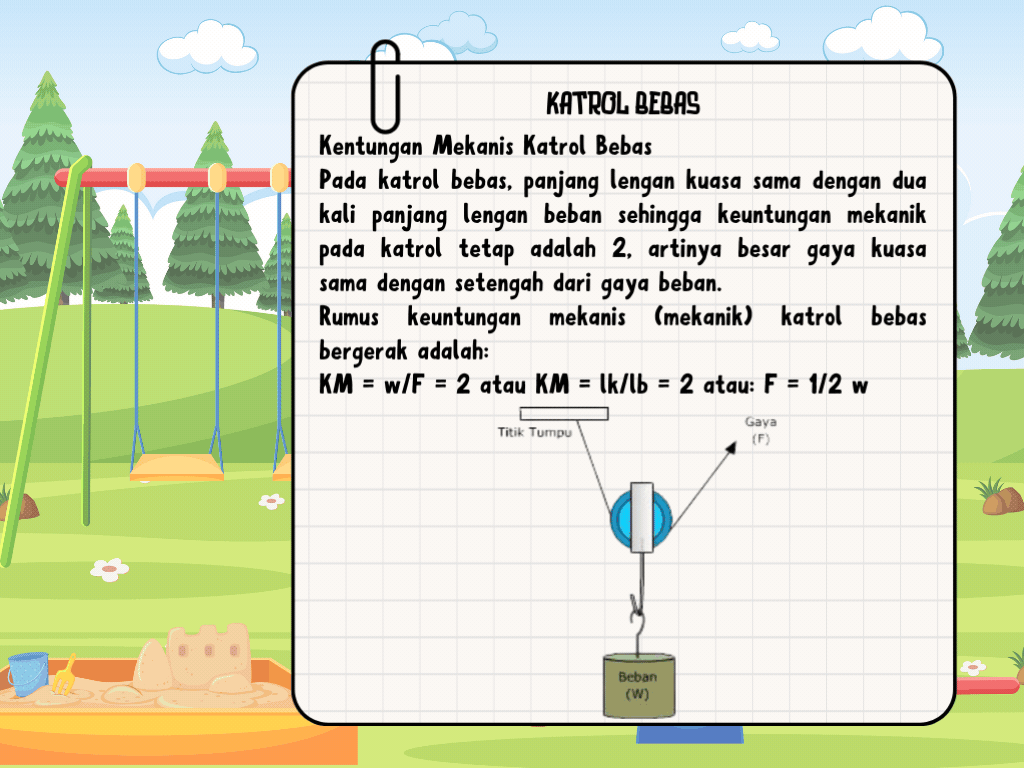 KATROL BEBAS
Kentungan Mekanis Katrol Bebas
Pada katrol bebas, panjang lengan kuasa sama dengan dua
kali panjang lengan beban sehingga keuntungan mekanik
pada katrol tetap adalah 2, artinya besar gaya kuasa
sama dengan setengah dari gaya beban.
Rumus keuntungan mekanis (mekanik) katrol bebas
bergerak adalah:
KM = w/F = 2 atau KM = lk/lb = 2 atau: F = 1/2 w
Titik Tumpu
Gaya
(F)
Beban
(W)